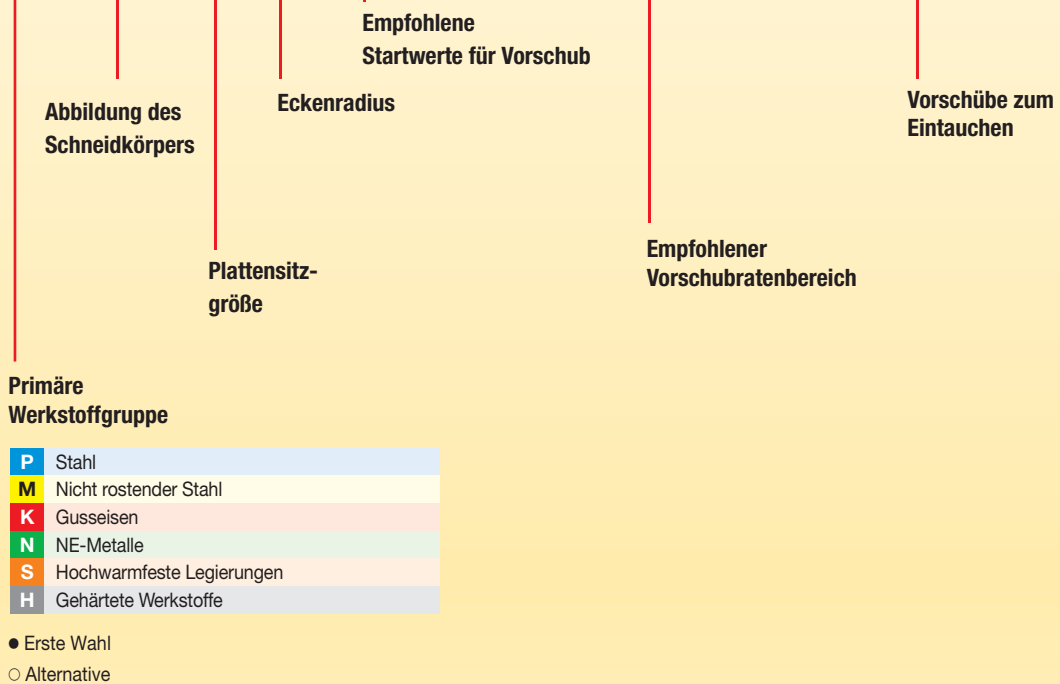 Empfohlene
Startwerte für Vorschub
Abbildung des
Schneidkörpers
Eckenradius
Vorschübe zum
Eintauchen
Plattensitz-
größe
Empfohlener
Vorschubratenbereich
Primäre
Werkstoffgruppe
P Stahl
M Nicht rostender Stahl
K Gusseisen
N NE-Metalle
S Hochwarmfeste Legierungen
H Gehärtete Werkstoffe
● Erste Wahl
○ Alternative